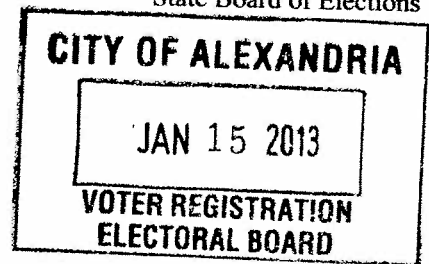 State Board of Elections
CITY OF ALEXANDRIA
JAN 15 2013
VOTER REGISTRATION
ELECTORAL BOARD